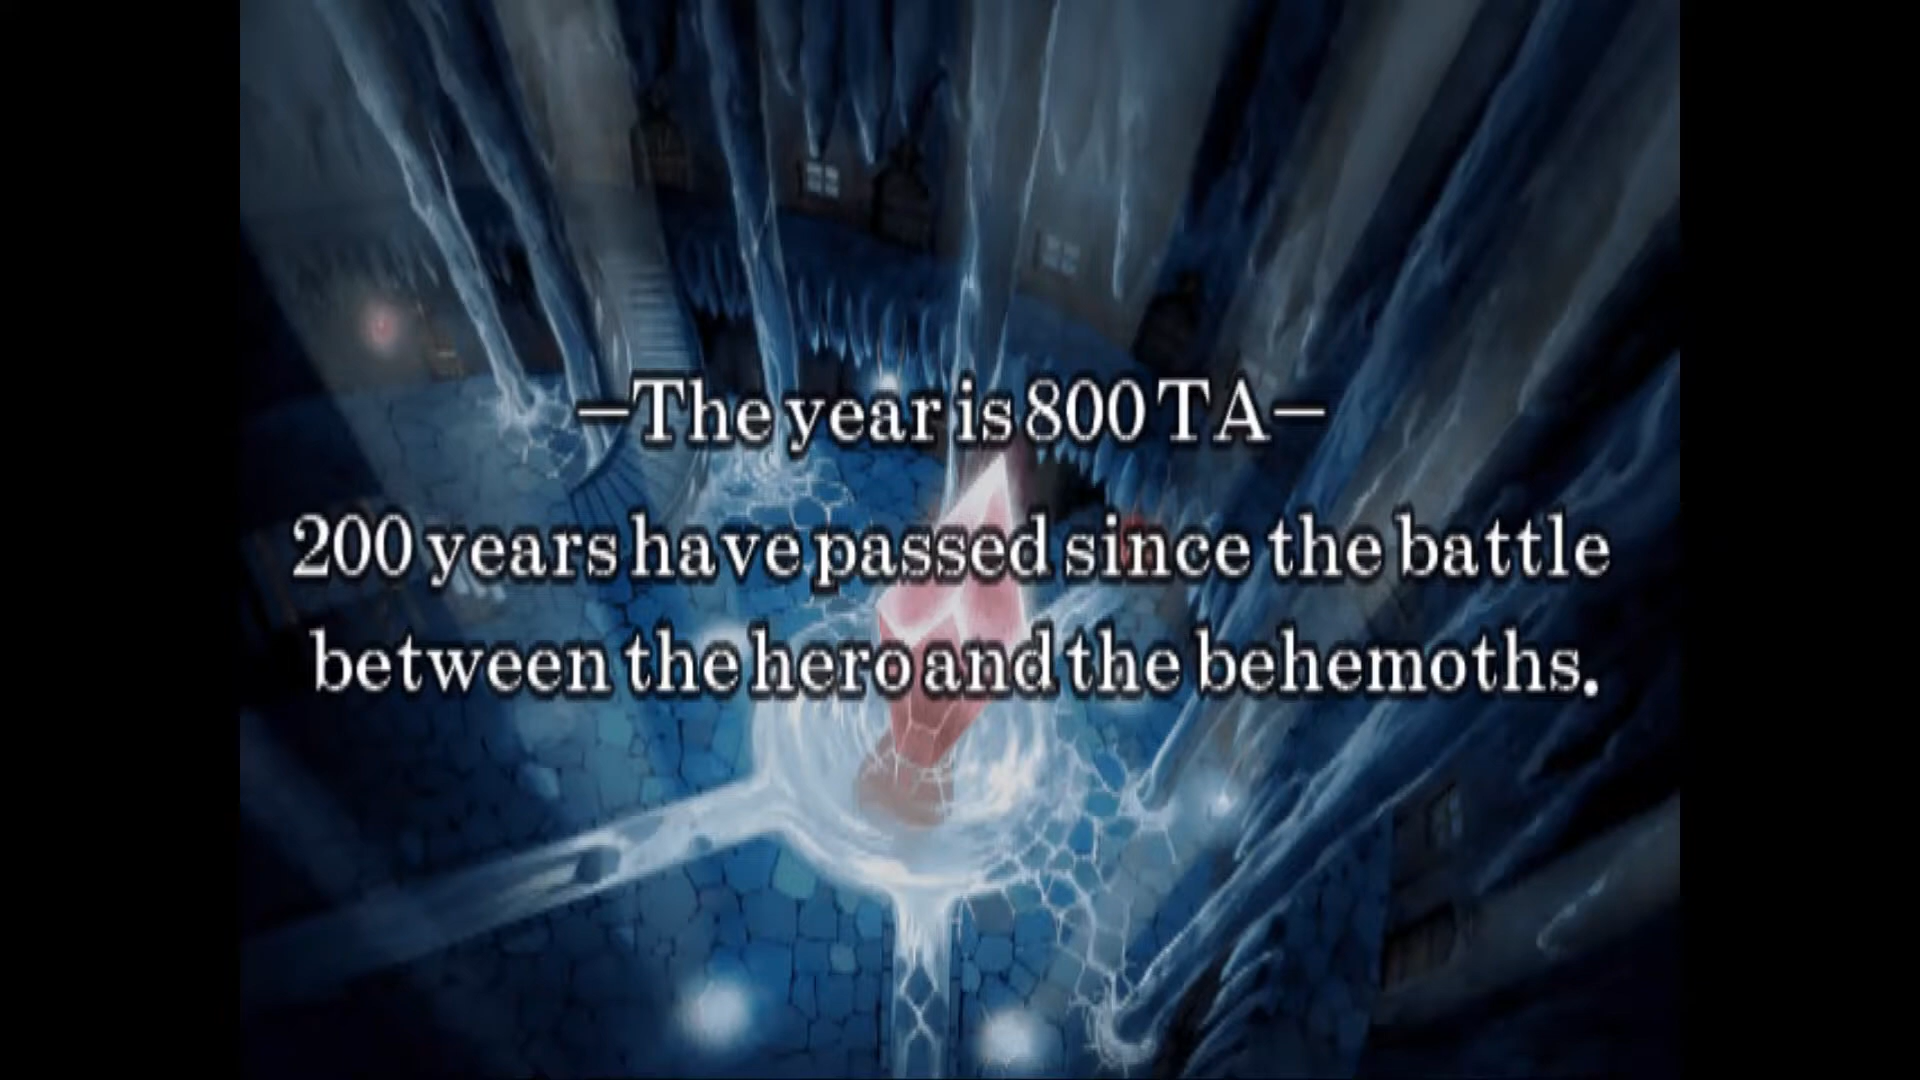 —The year is 800 TA—
200 years have passed since the battle
between the hero and the behemoths.